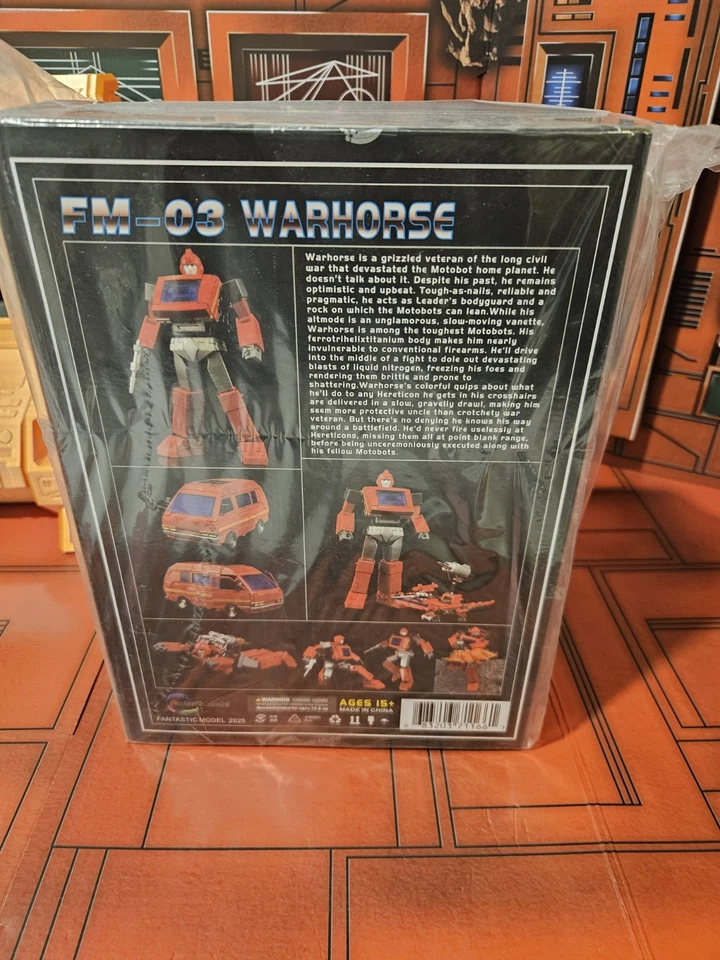 FM-03 WARHORSE
Warhorse is a grizzled veteran of the long civil
war that devastated the Motobot home planet. He
doesn't talk about it. Despite his past, he remains
optimistic and upbeat. Tough-as-nails, reliable and
pragmatic, he acts as Leader's bodyguard and a
rock on which the Motobots can lean.While his
altmode is an unglamorous, slow-moving vanette,
Warhorse is among the toughest Motobots. His
ferrotrihelixtitanium body makes him nearly
invulnerable to conventional firearms. He'll drive
into the middle of a fight to dole out devastating
blasts of liquid nitrogen, freezing his foes and
rendering them brittle and prone to
shattering.Warhorse's colorful quips about what
he'll do to any Hereticon he gets in his crosshairs
are delivered in a slow, gravelly drawl, making him
seem more protective uncle than crotchety war
veteran. But there's no denying he knows his way
around a battlefield. He'd never fire uselessly at
Hereticons, missing them all at point blank range,
before being unceremoniously executed along with
his fellow Motobots.
WARNING
AGES 15+
MADE IN CHINA
FANTASTIC MODEL 2025